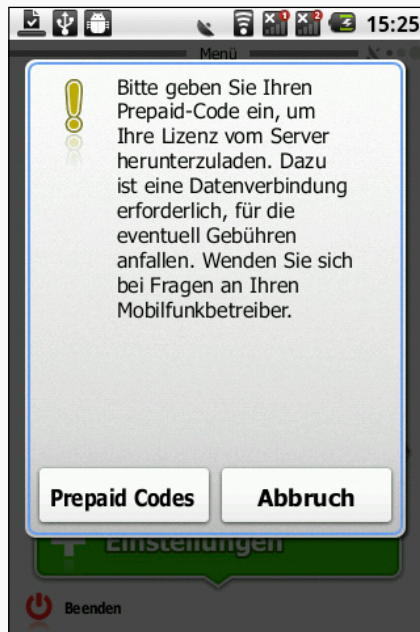 15:25
Menü
Bitte geben Sie Ihren
Prepaid-Code ein, um
Ihre Lizenz vom Server
herunterzuladen. Dazu
ist eine Datenverbindung
erforderlich, für die
eventuell Gebühren
anfallen. Wenden Sie sich
bei Fragen an Ihren
Mobilfunkbetreiber.
Prepaid Codes
Abbruch
Einstellungen
Beenden